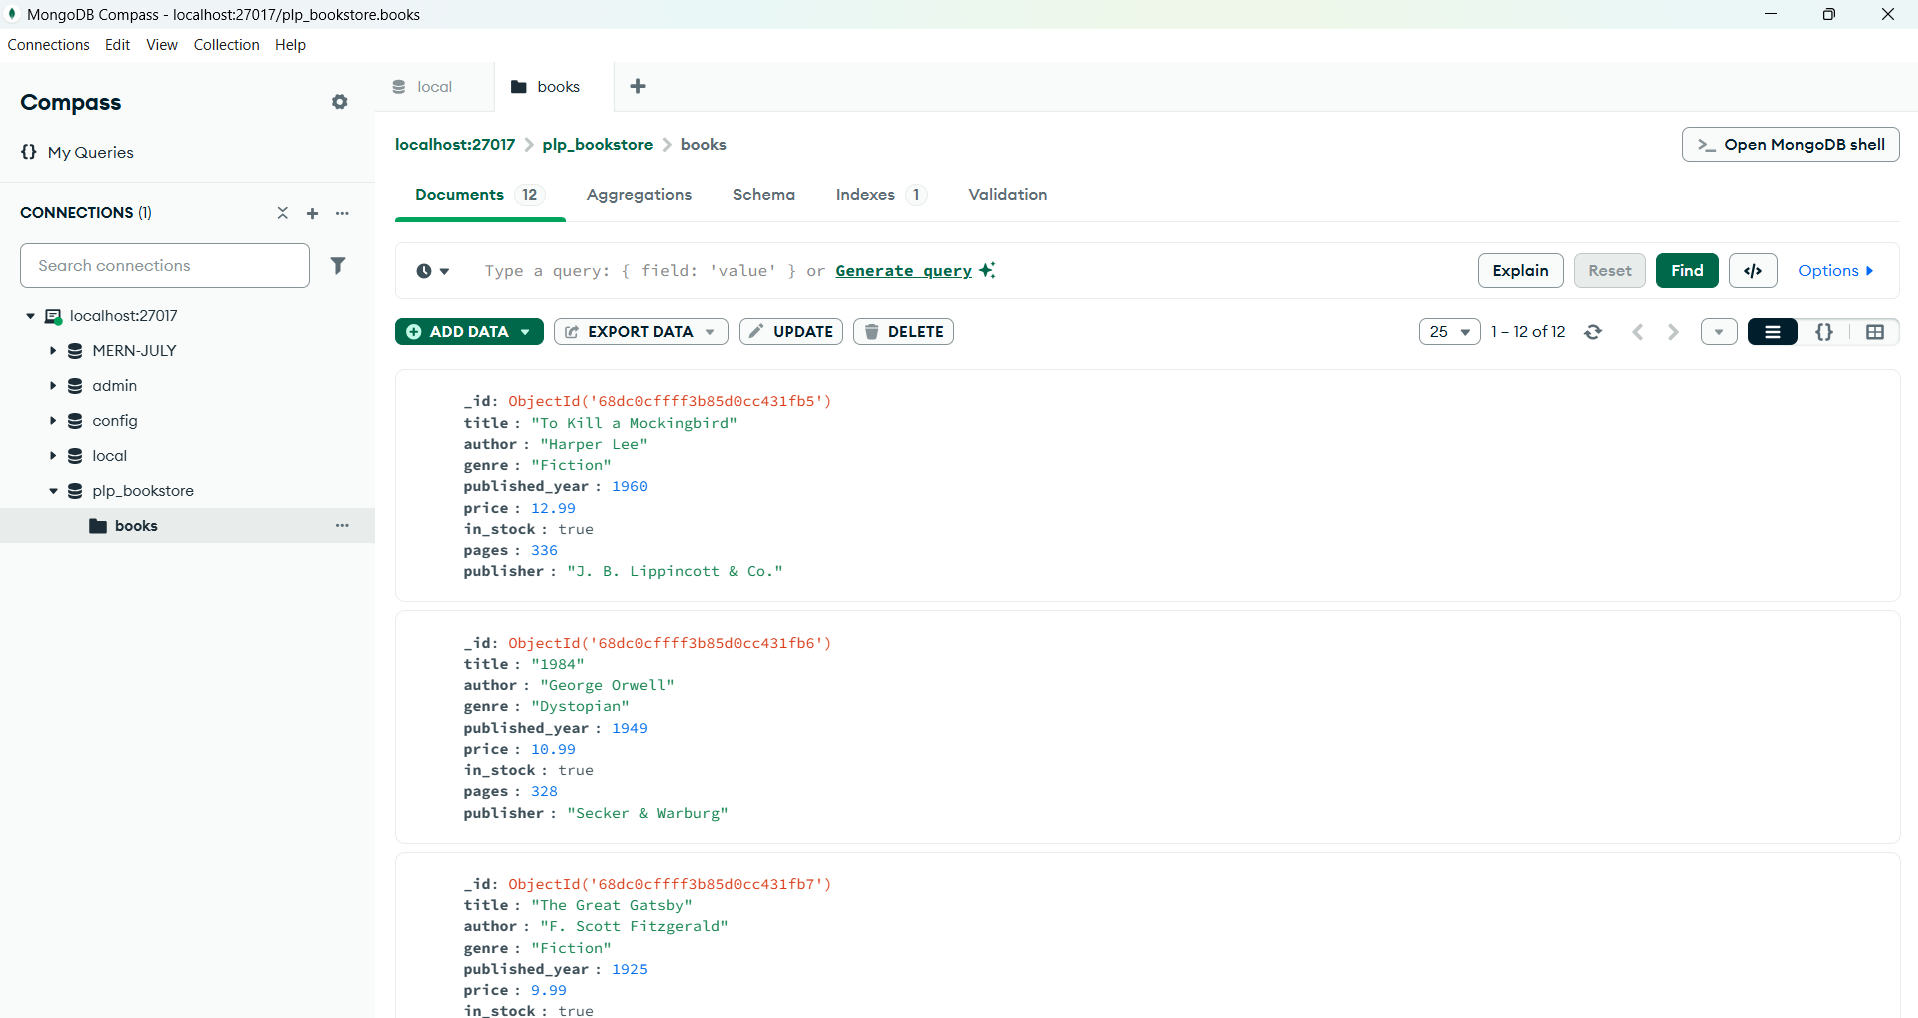 MongoDB Compass - localhost:27017/plp_bookstore.books
Connections Edit View Collection Help
Compass
{} My Queries
CONNECTIONS (1)
Search connections
localhost:27017
MERN-JULY
admin
config
local
plp_bookstore
books
local books
localhost:27017 > plp_bookstore > books
>_ Open MongoDB shell
Documents 12 Aggregations Schema Indexes 1 Validation
Type a query: { field: 'value' } or Generate query
Explain Reset Find </> Options
ADD DATA EXPORT DATA UPDATE DELETE
25 1 – 12 of 12 {}
_id: ObjectId('68dc0cffff3b85d0cc431fb5')
title : "To Kill a Mockingbird"
author : "Harper Lee"
genre : "Fiction"
published_year : 1960
price : 12.99
in_stock : true
pages : 336
publisher : "J. B. Lippincott & Co."
_id: ObjectId('68dc0cffff3b85d0cc431fb6')
title : "1984"
author : "George Orwell"
genre : "Dystopian"
published_year : 1949
price : 10.99
in_stock : true
pages : 328
publisher : "Secker & Warburg"
_id: ObjectId('68dc0cffff3b85d0cc431fb7')
title : "The Great Gatsby"
author : "F. Scott Fitzgerald"
genre : "Fiction"
published_year : 1925
price : 9.99
in_stock : true